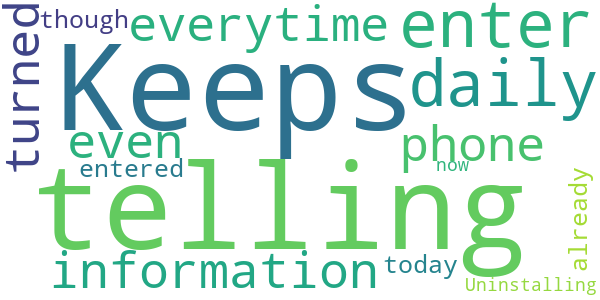 though
everytime
enter
turned
Keeps
daily
even
phone
entered
now
telling
already
information
today
Uninstalling